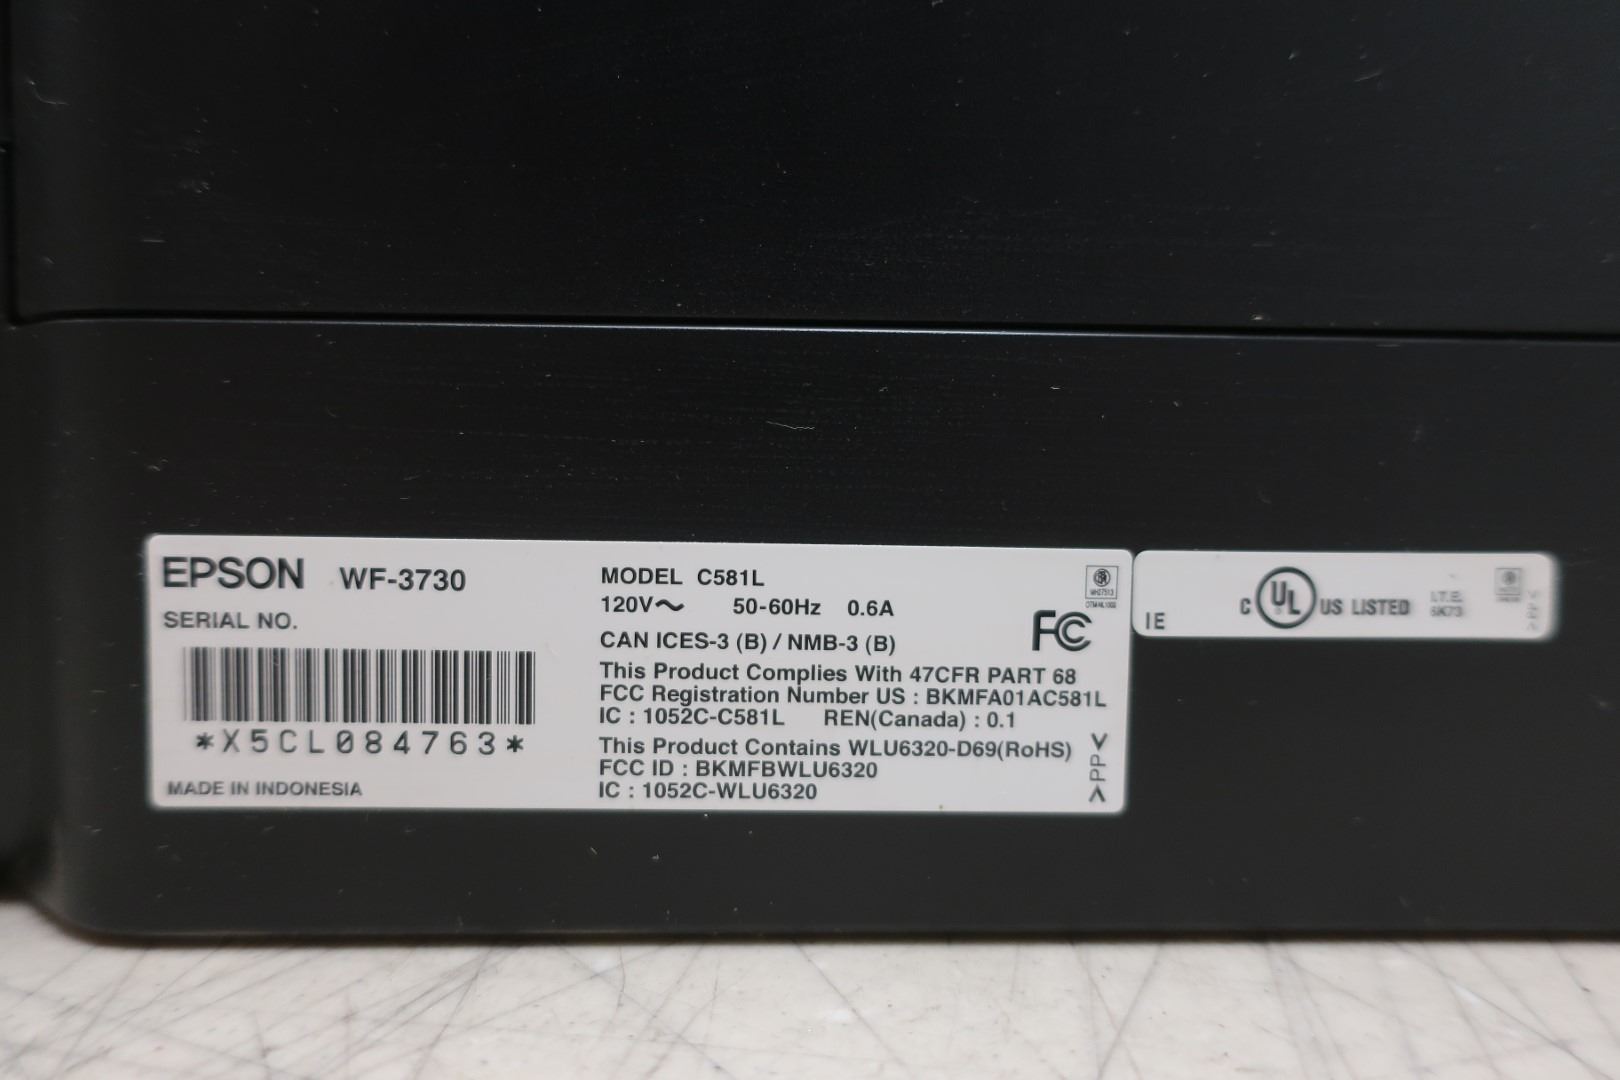 EPSON WF-3730
SERIAL NO.
*X5CL084763*
MADE IN INDONESIA
MODEL C581L
120V~ 50-60Hz 0.6A
CAN ICES-3 (B) / NMB-3 (B)
This Product Complies With 47CFR PART 68
FCC Registration Number US : BKMFA01AC581L
IC : 1052C-C581L REN(Canada) : 0.1
This Product Contains WLU6320-D69(RoHS)
FCC ID : BKMFBWLU6320
IC : 1052C-WLU6320
FC
>PP<
IE
C UL US LISTED
I.T.E.